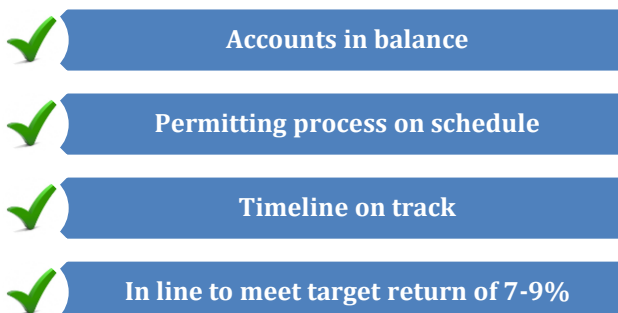 Accounts in balance
Permitting process on schedule
Timeline on track
In line to meet target return of 7-9%